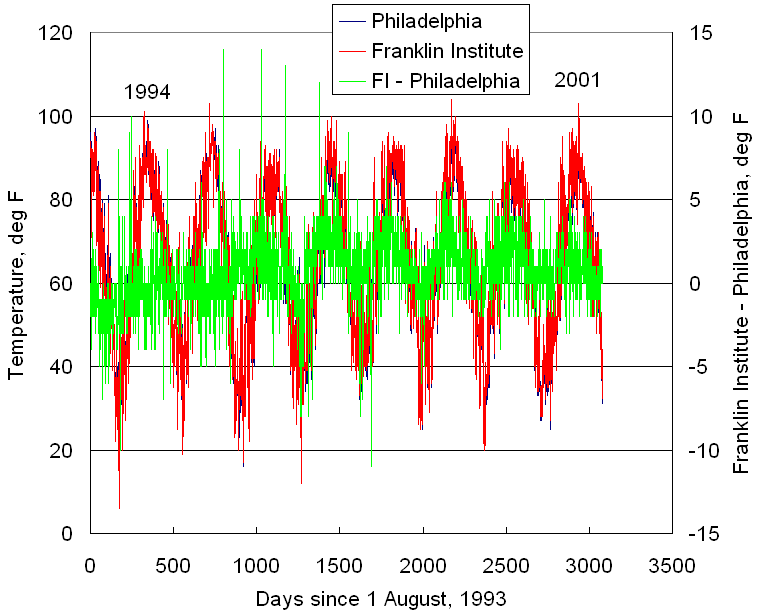 Philadelphia
Franklin Institute
FI - Philadelphia
120
100
80
60
40
20
0
Temperature, deg F
1994
2001
15
10
5
0
-5
-10
-15
Franklin Institute - Philadelphia, deg F
0 500 1000 1500 2000 2500 3000 3500
Days since 1 August, 1993